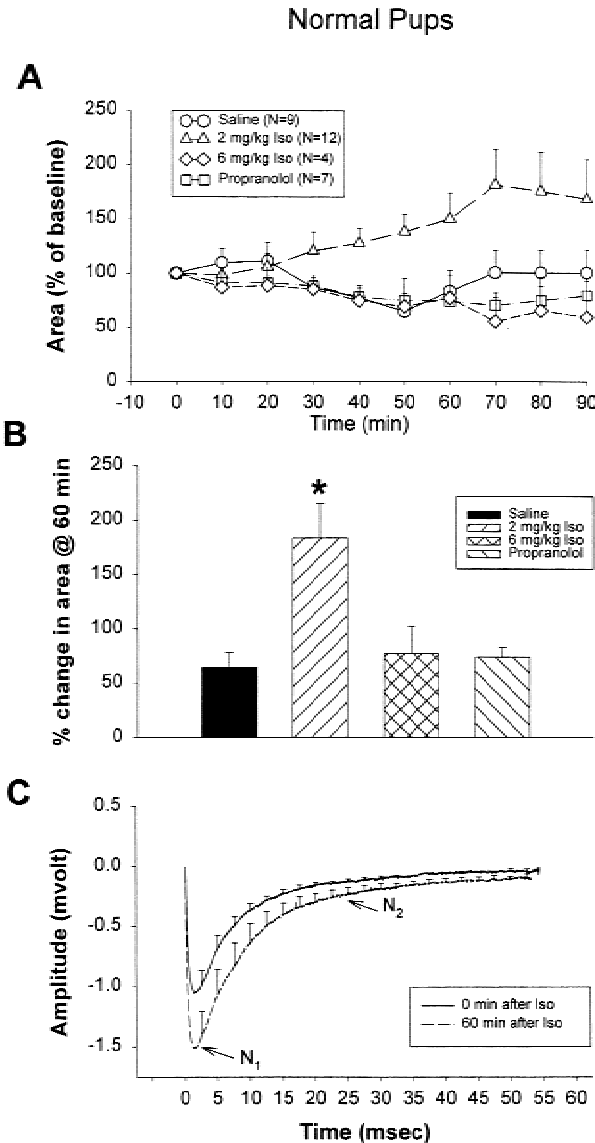 Normal Pups
A
250
200
150
100
50
0
Area (% of baseline)
Saline (N=9)
2 mg/kg Iso (N=12)
6 mg/kg Iso (N=4)
Propranolol (N=7)
-10 0 10 20 30 40 50 60 70 80 90
Time (min)
B
250
200
150
100
50
0
% change in area @ 60 min
*
Saline
2 mg/kg Iso
6 mg/kg Iso
Propranolol
C
0.5
0.0
-0.5
-1.0
-1.5
Amplitude (mvolt)
N2
N1
0 min after Iso
60 min after Iso
0 5 10 15 20 25 30 35 40 45 50 55 60
Time (msec)